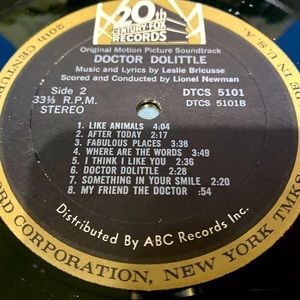 20th
CENTURY-FOX
RECORDS
Original Motion Picture Soundtrack
DOCTOR DOLITTLE
Music and Lyrics by Leslie Bricusse
Scored and Conducted by Lionel Newman
Side 2
33⅓ R.P.M.
STEREO
DTCS 5101
DTCS 5101B
1. LIKE ANIMALS 4:04
2. AFTER TODAY 2:17
3. FABULOUS PLACES 3:38
4. WHERE ARE THE WORDS 3:49
5. I THINK I LIKE YOU 2:36
6. DOCTOR DOLITTLE 2:28
7. SOMETHING IN YOUR SMILE 2:42
8. MY FRIEND THE DOCTOR :54
Distributed By ABC Records Inc.
20TH CENTURY
CORPORATION, NEW YORK
IN U.S.A.